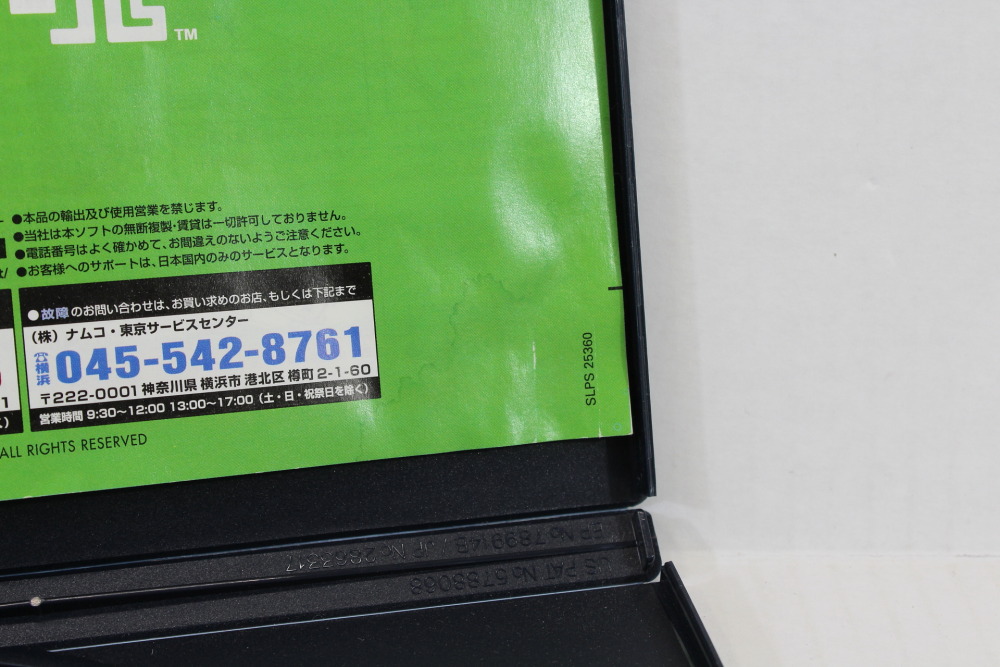 TM
●本品の輸出及び使用営業を禁じます。
●当社は本ソフトの無断複製・賃貸は一切許可しておりません。
●電話番号はよく確かめて、お間違えのないようご注意ください。
●お客様へのサポートは、日本国内のみのサービスとなります。
●故障のお問い合わせは、お買い求めのお店、もしくは下記まで
(株)ナムコ・東京サービスセンター
☎横浜 045-542-8761
〒222-0001 神奈川県 横浜市 港北区 樽町 2-1-60
営業時間 9:30〜12:00 13:00〜17:00(土・日・祝祭日を除く)
ALL RIGHTS RESERVED
SLPS 25360
US PAT No 5788068